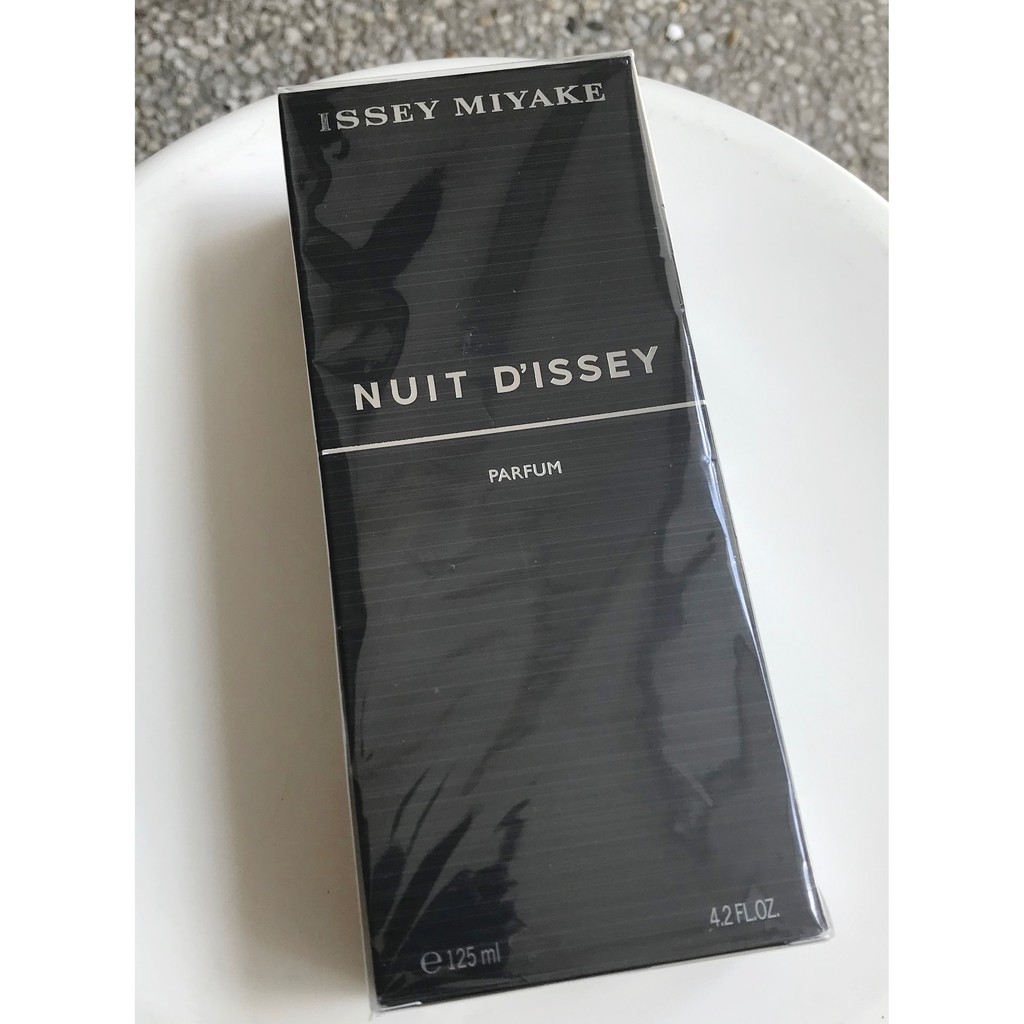 ISSEY MIYAKE
NUIT D'ISSEY
PARFUM
℮125 ml
4.2 FL.OZ.